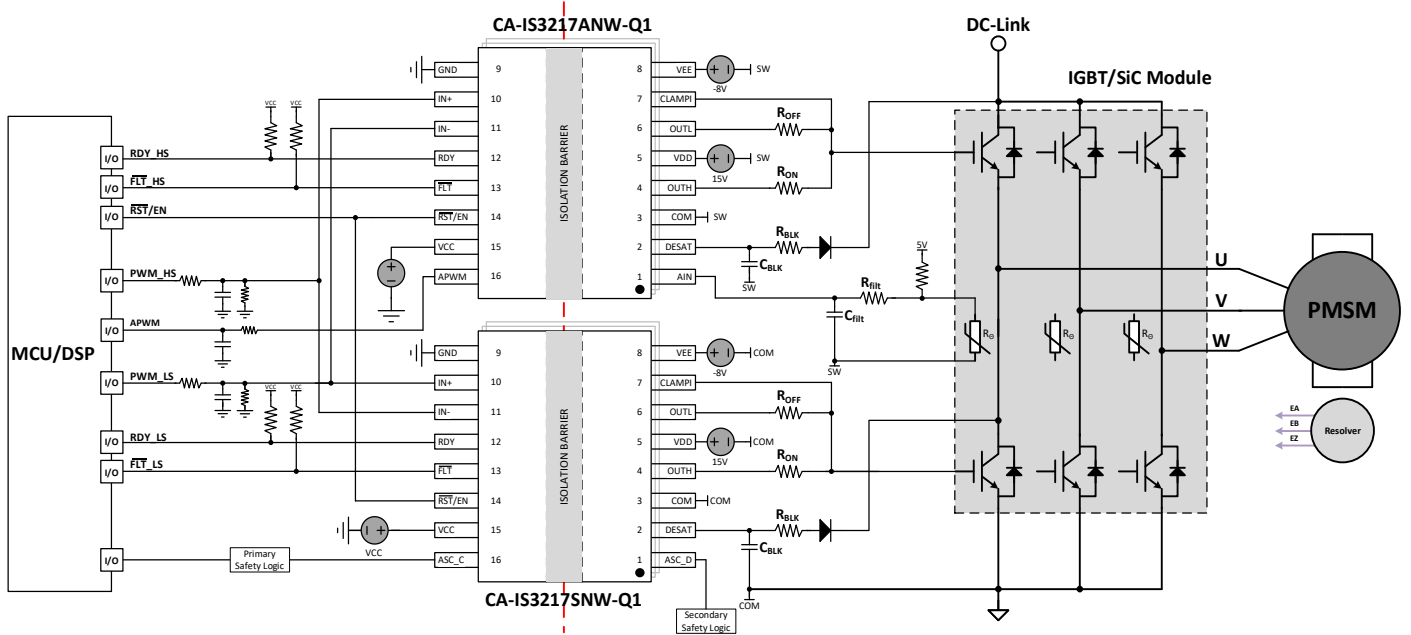 CA-IS3217ANW-Q1
DC-Link
IGBT/SiC Module
MCU/DSP
I/O
RDY_HS
I/O
FLT_HS
I/O
RST/EN
I/O
PWM_HS
I/O
APWM
I/O
PWM_LS
I/O
RDY_LS
I/O
FLT_LS
I/O
Primary
Safety Logic
VCC
VCC
VCC
VCC
GND
9
IN+
10
IN-
11
RDY
12
FLT
13
RST/EN
14
VCC
15
APWM
16
ISOLATION BARRIER
8
VEE
-8V
SW
7
CLAMPI
6
OUTL
ROFF
5
VDD
15V
SW
4
OUTH
RON
3
COM
SW
2
DESAT
RBLK
CBLK
SW
1
AIN
Rfilt
Cfilt
SW
5V
GND
9
IN+
10
IN-
11
RDY
12
FLT
13
RST/EN
14
VCC
15
VCC
ASC_C
16
ISOLATION BARRIER
8
VEE
-8V
COM
7
CLAMPI
6
OUTL
ROFF
5
VDD
15V
COM
4
OUTH
RON
3
COM
COM
2
DESAT
RBLK
CBLK
COM
1
ASC_D
Secondary
Safety Logic
CA-IS3217SNW-Q1
RΘ
RΘ
RΘ
U
V
W
PMSM
EA
EB
EZ
Resolver